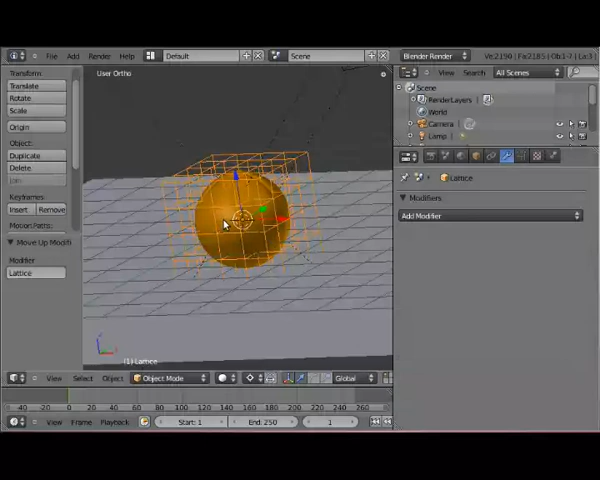 File Add Render Help Default Scene Blender Render Ve:2190 | Fa:2185 | Ob:1-7 | La:3
Transform
Translate
Rotate
Scale
Origin
Object:
Duplicate
Delete
Join
Keyframes:
Insert Remove
Motion Paths:
Move Up Modifi
Modifier
Lattice
User Ortho
(1) Lattice
View Search All Scenes
Scene
RenderLayers
World
Camera
Lamp
Lattice
Modifiers
Add Modifier
View Select Object Object Mode Global
-40 -20 0 20 40 60 80 100 120 140 160 180 200 220 240 260
View Frame Playback Start: 1 End: 250 1